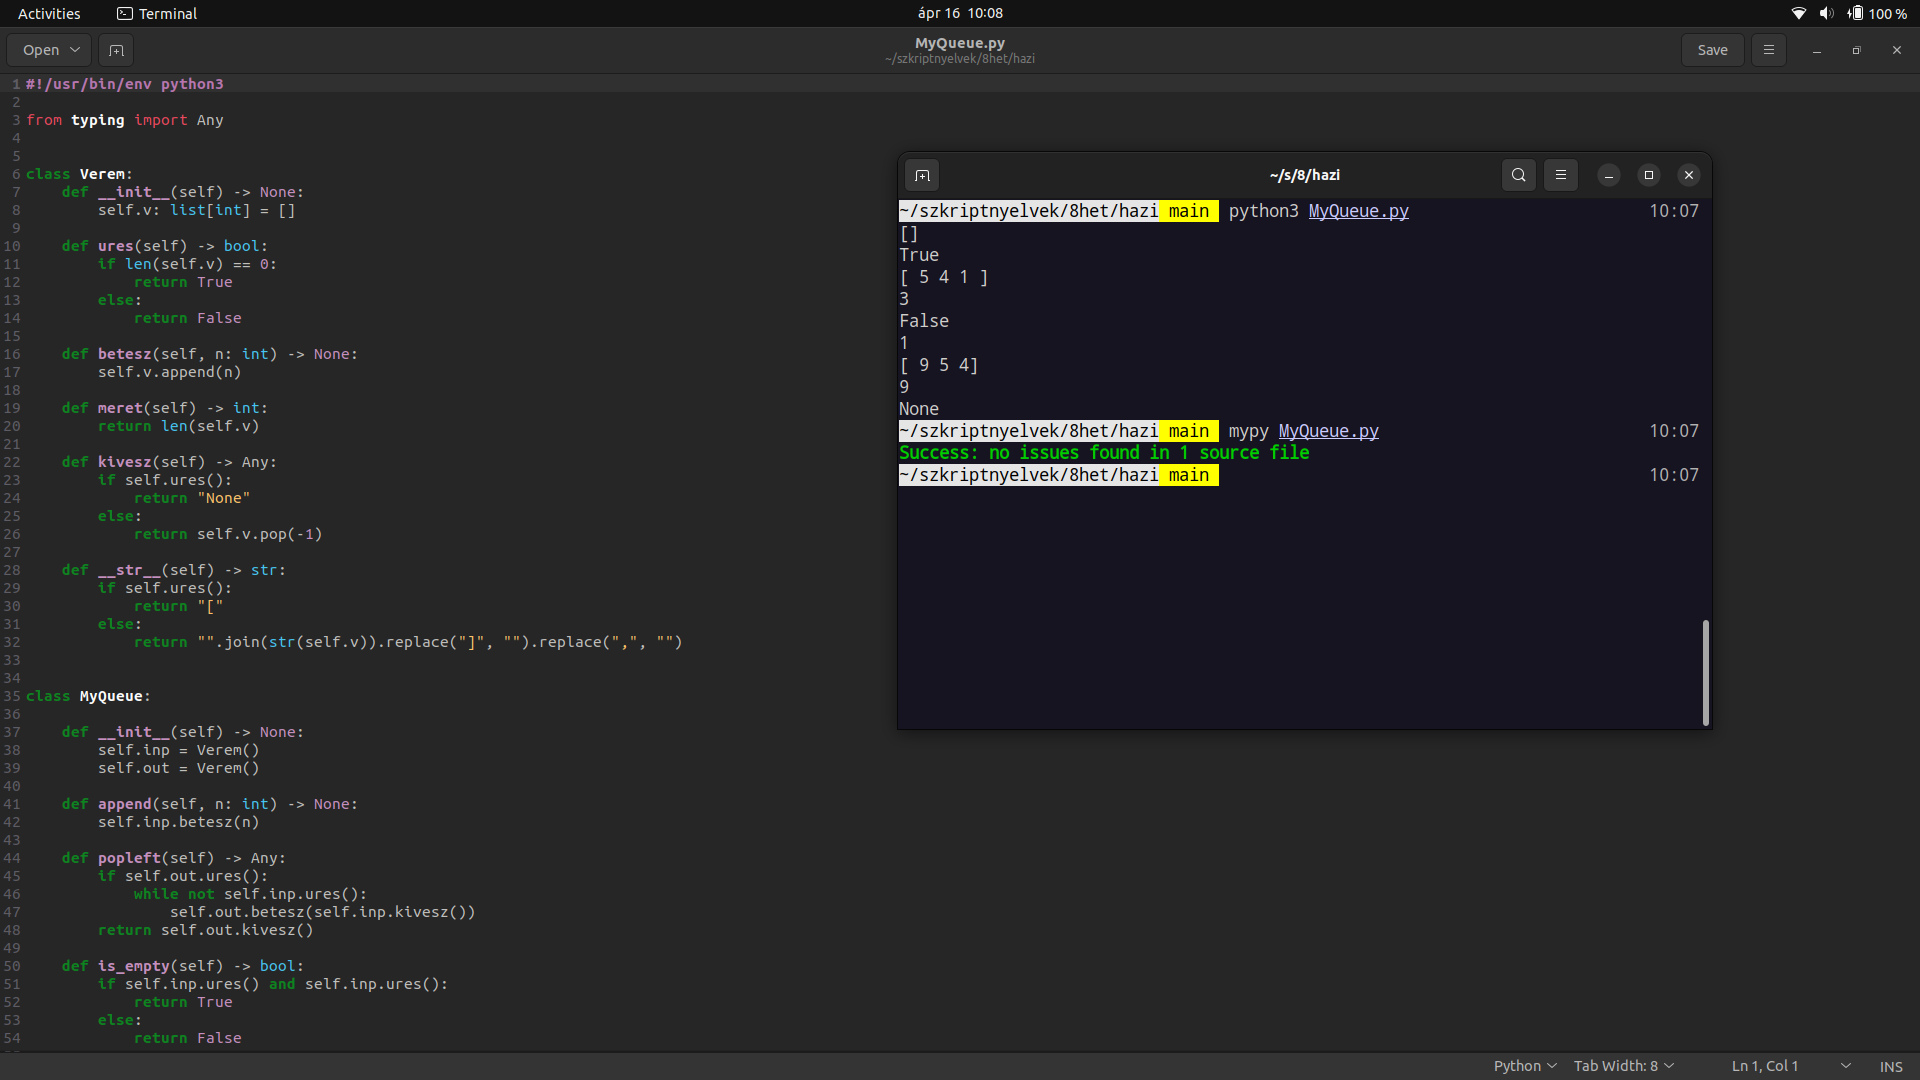 Activities
Terminal
ápr 16 10:08
100 %
Open
MyQueue.py
~/szkriptnyelvek/8het/hazi
Save
1 #!/usr/bin/env python3
2
3 from typing import Any
4
5
6 class Verem:
7     def __init__(self) -> None:
8         self.v: list[int] = []
9
10     def ures(self) -> bool:
11         if len(self.v) == 0:
12             return True
13         else:
14             return False
15
16     def betesz(self, n: int) -> None:
17         self.v.append(n)
18
19     def meret(self) -> int:
20         return len(self.v)
21
22     def kivesz(self) -> Any:
23         if self.ures():
24             return "None"
25         else:
26             return self.v.pop(-1)
27
28     def __str__(self) -> str:
29         if self.ures():
30             return "["
31         else:
32             return "".join(str(self.v)).replace("]", "").replace(",", "")
33
34
35 class MyQueue:
36
37     def __init__(self) -> None:
38         self.inp = Verem()
39         self.out = Verem()
40
41     def append(self, n: int) -> None:
42         self.inp.betesz(n)
43
44     def popleft(self) -> Any:
45         if self.out.ures():
46             while not self.inp.ures():
47                 self.out.betesz(self.inp.kivesz())
48         return self.out.kivesz()
49
50     def is_empty(self) -> bool:
51         if self.inp.ures() and self.inp.ures():
52             return True
53         else:
54             return False
~/s/8/hazi
~/szkriptnyelvek/8het/hazi main python3 MyQueue.py 10:07
[]
True
[ 5 4 1 ]
3
False
1
[ 9 5 4]
9
None
~/szkriptnyelvek/8het/hazi main mypy MyQueue.py 10:07
Success: no issues found in 1 source file
~/szkriptnyelvek/8het/hazi main 10:07
Python
Tab Width: 8
Ln 1, Col 1
INS